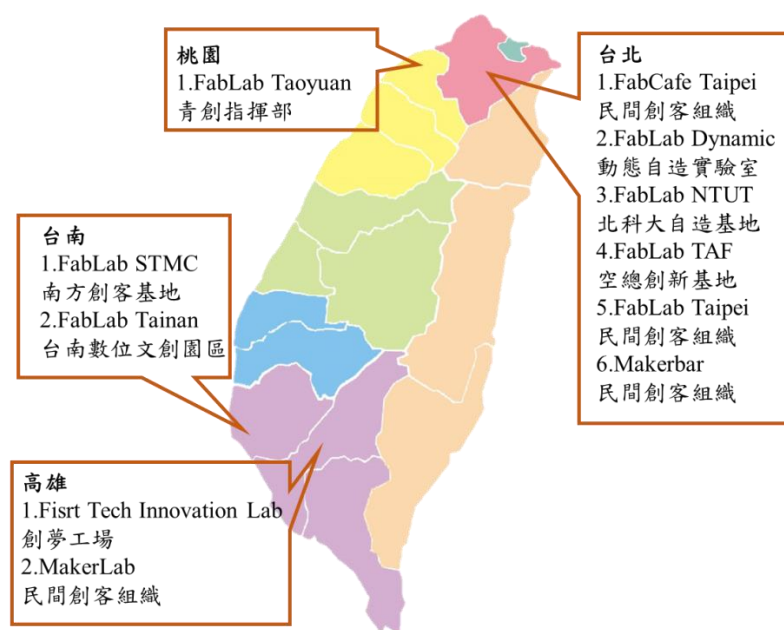 桃園
1.FabLab Taoyuan
青創指揮部
台北
1.FabCafe Taipei
民間創客組織
2.FabLab Dynamic
動態自造實驗室
3.FabLab NTUT
北科大自造基地
4.FabLab TAF
空總創新基地
5.FabLab Taipei
民間創客組織
6.Makerbar
民間創客組織
台南
1.FabLab STMC
南方創客基地
2.FabLab Tainan
台南數位文創園區
高雄
1.Fisrt Tech Innovation Lab
創夢工場
2.MakerLab
民間創客組織